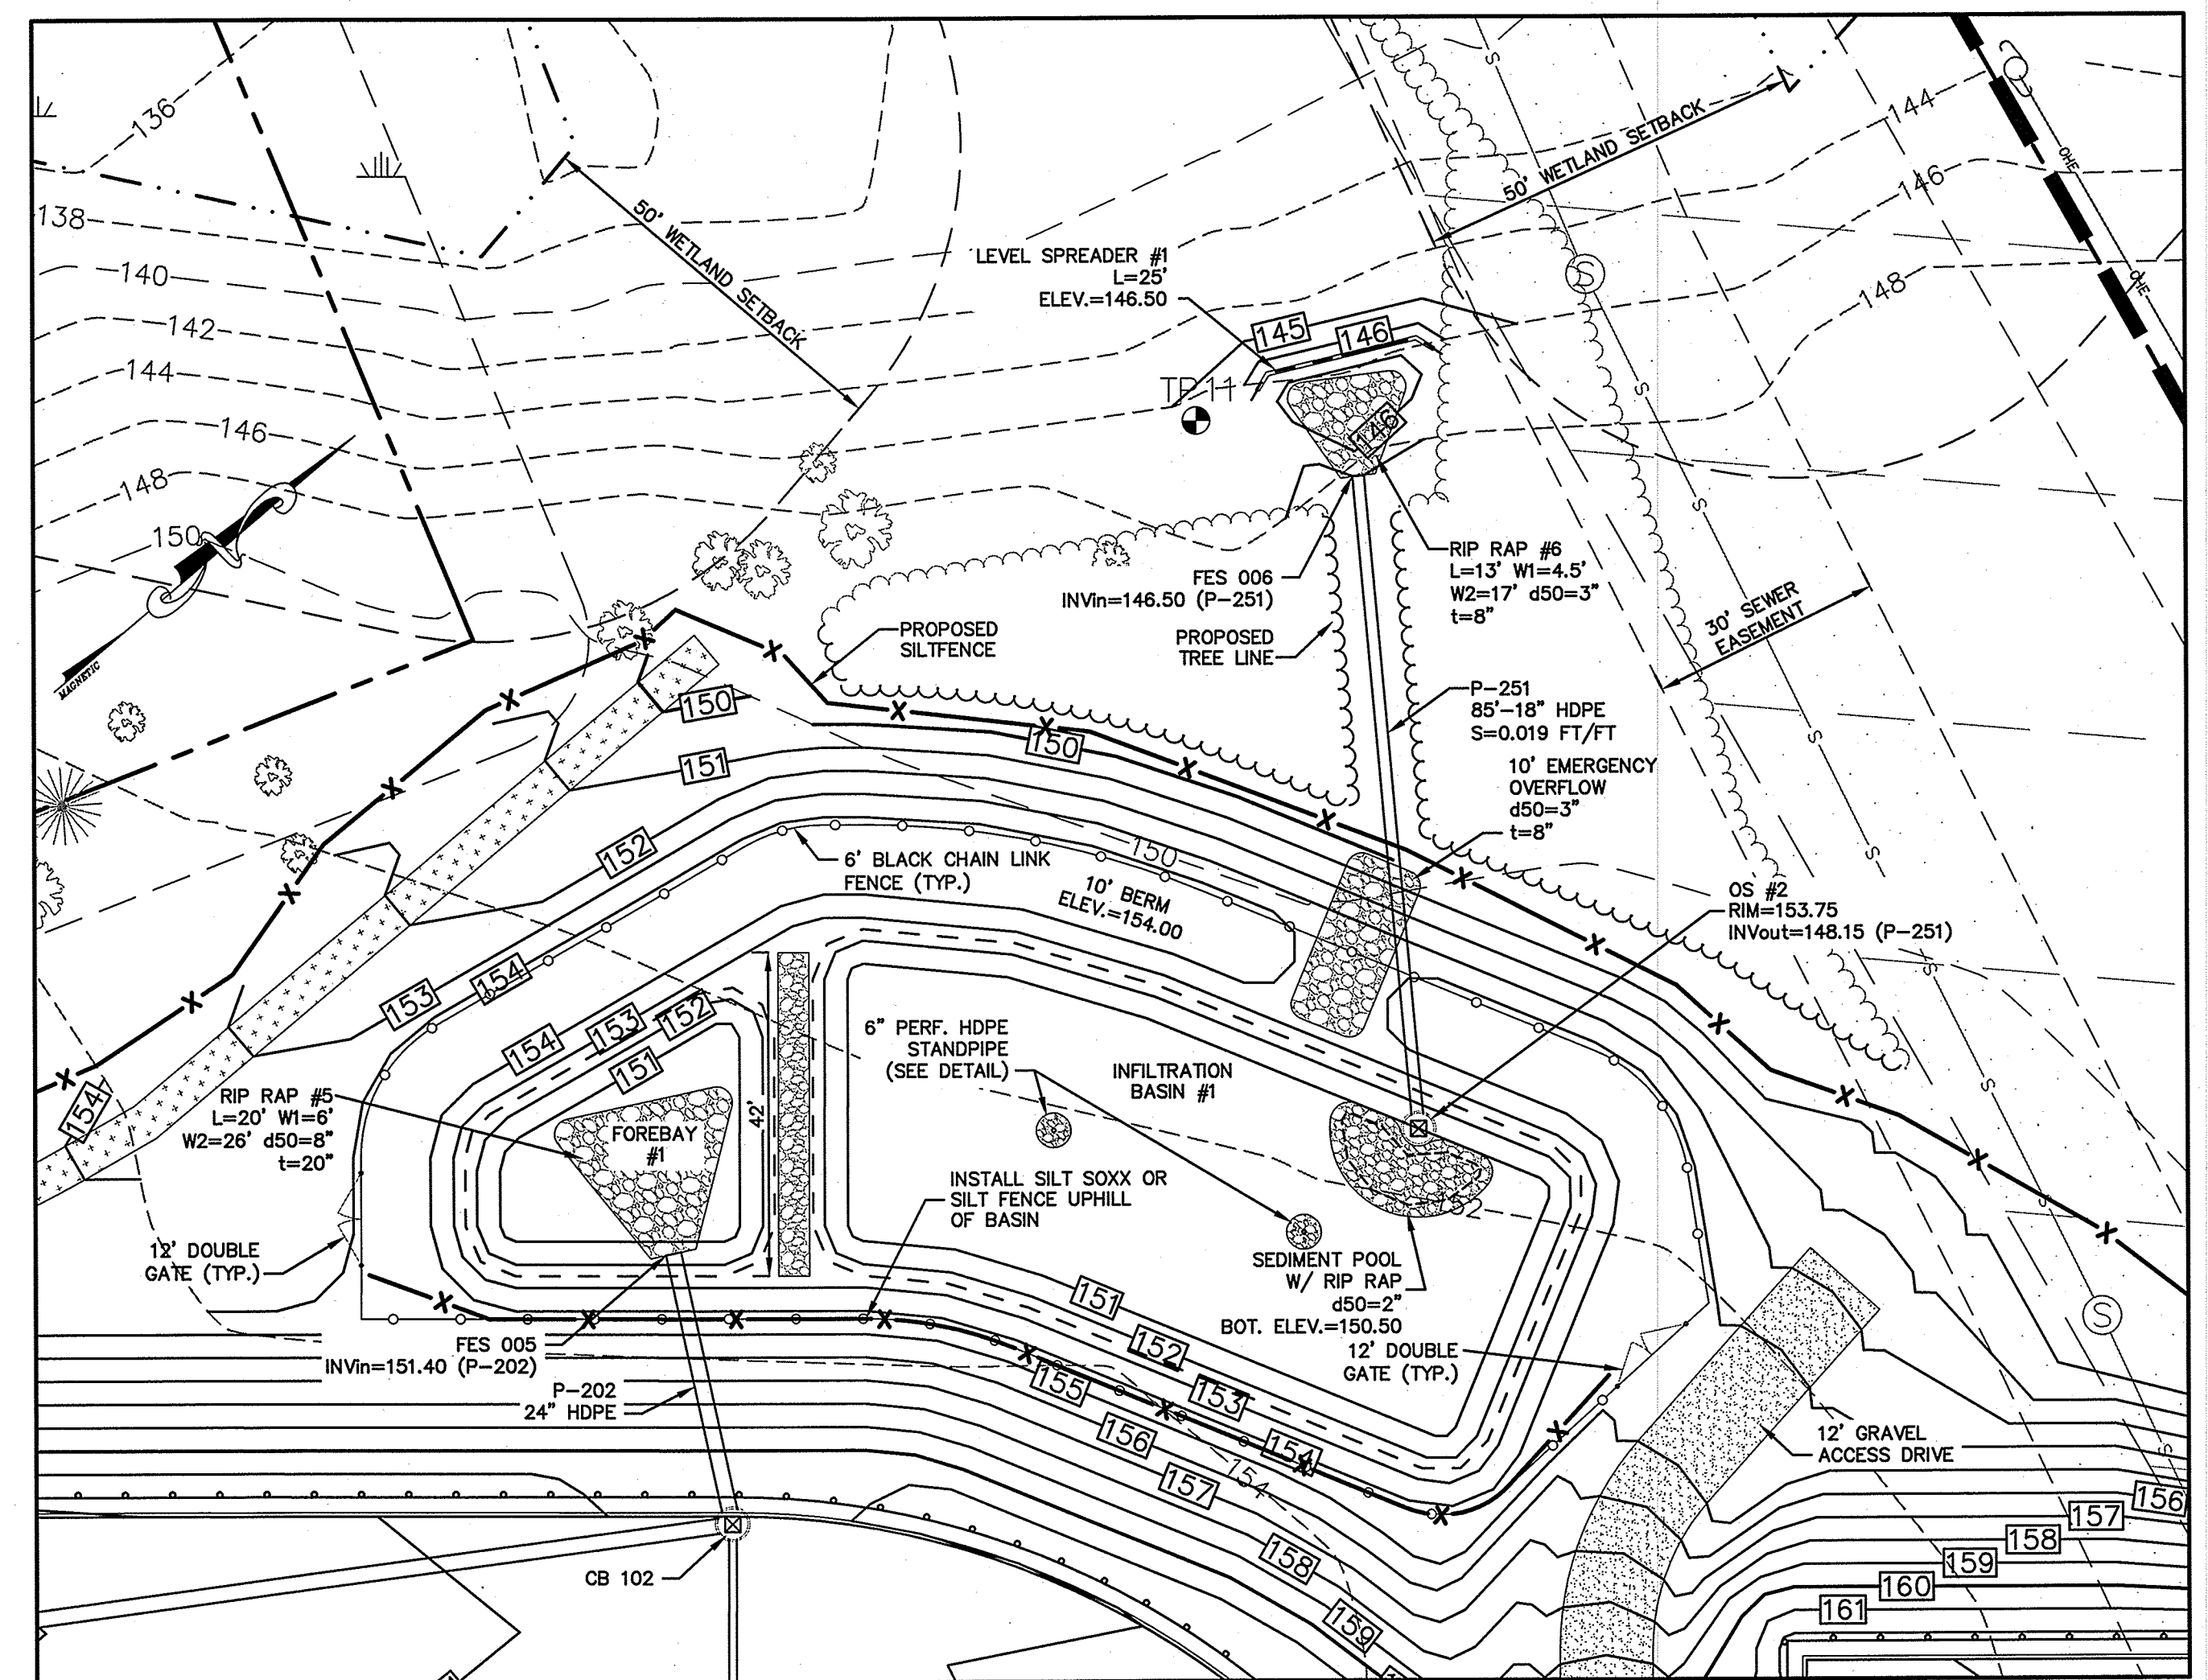 136
138
140
142
144
146
148
150
MAGNETIC
50' WETLAND SETBACK
50' WETLAND SETBACK
144
146
148
S
S
S
S
S
S
S
S
S
S
S
S
OHE
OHE
LEVEL SPREADER #1
L=25'
ELEV.=146.50
145
146
146
TP 11
FES 006
INVin=146.50 (P-251)
RIP RAP #6
L=13' W1=4.5'
W2=17' d50=3"
t=8"
30' SEWER
EASEMENT
PROPOSED
SILTFENCE
PROPOSED
TREE LINE
P-251
85'-18" HDPE
S=0.019 FT/FT
10' EMERGENCY
OVERFLOW
d50=3"
t=8"
150
150
151
152
153
154
150
6' BLACK CHAIN LINK
FENCE (TYP.)
10' BERM
ELEV.=154.00
OS #2
RIM=153.75
INVout=148.15 (P-251)
154
153
152
151
154
RIP RAP #5
L=20' W1=6'
W2=26' d50=8"
t=20"
FOREBAY
#1
42'
6" PERF. HDPE
STANDPIPE
(SEE DETAIL)
INFILTRATION
BASIN #1
INSTALL SILT SOXX OR
SILT FENCE UPHILL
OF BASIN
12' DOUBLE
GATE (TYP.)
SEDIMENT POOL
W/ RIP RAP
d50=2"
BOT. ELEV.=150.50
12' DOUBLE
GATE (TYP.)
FES 005
INVin=151.40 (P-202)
P-202
24" HDPE
151
152
153
154
155
156
157
158
159
154
12' GRAVEL
ACCESS DRIVE
156
157
158
159
160
161
CB 102